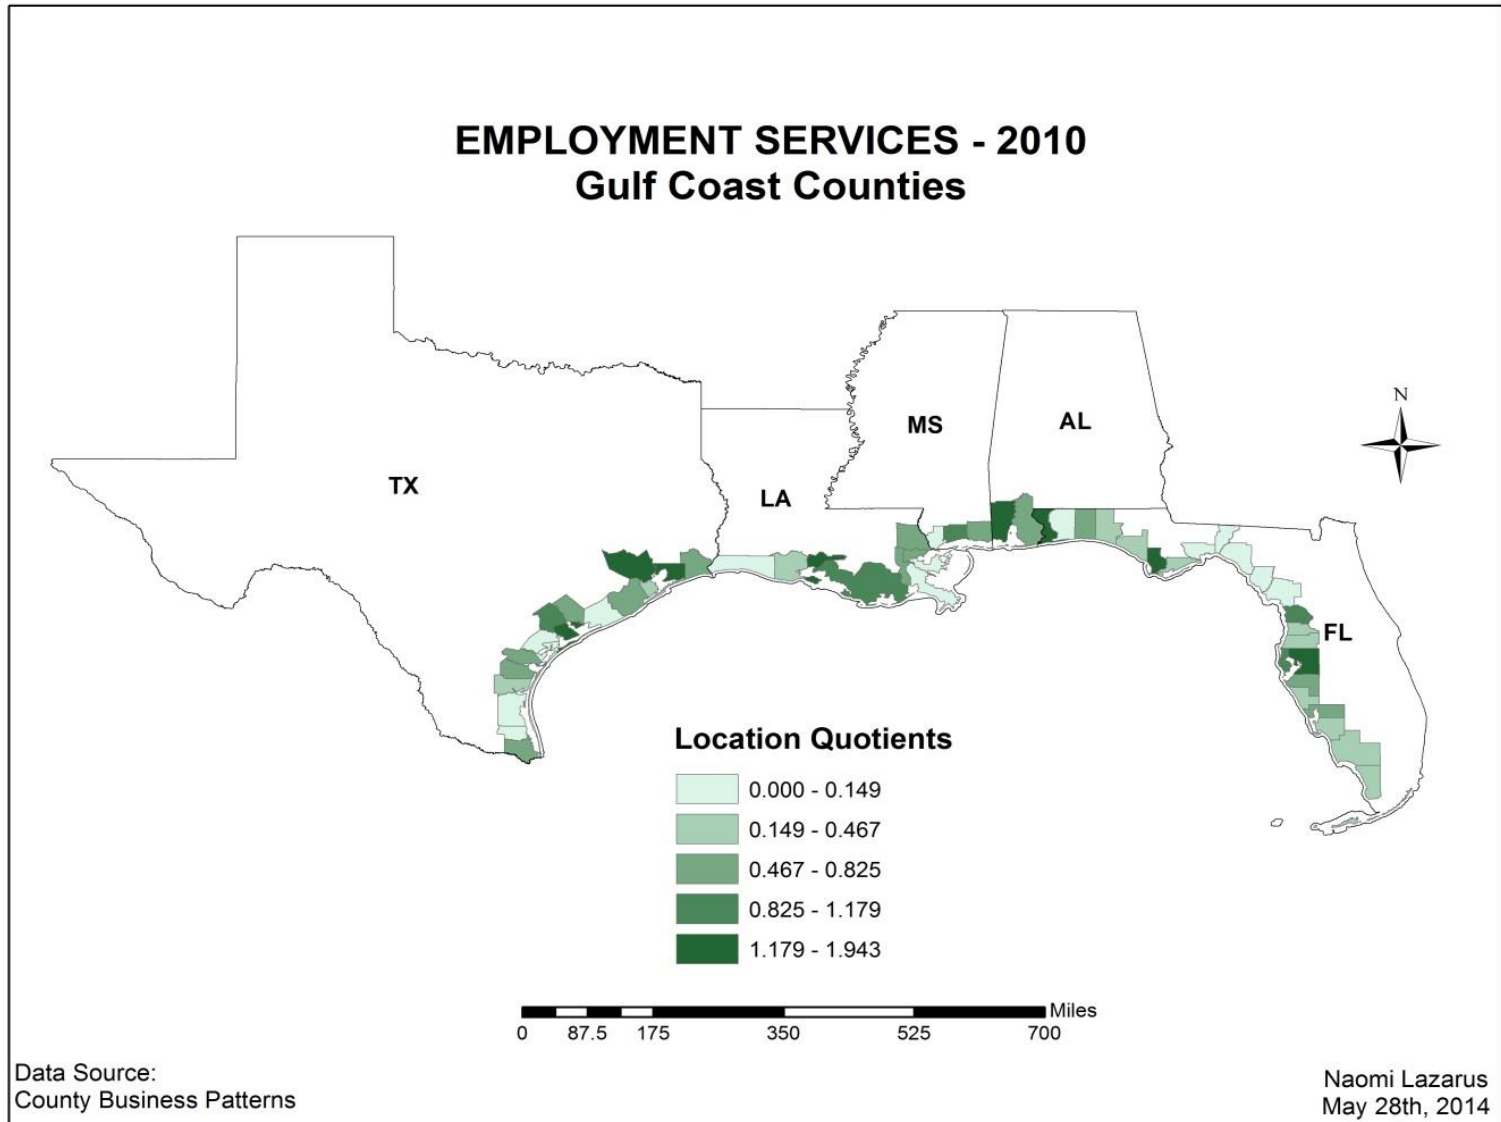 EMPLOYMENT SERVICES - 2010
Gulf Coast Counties
N
MS
AL
TX
LA
FL
Location Quotients
0.000 - 0.149
0.149 - 0.467
0.467 - 0.825
0.825 - 1.179
1.179 - 1.943
Miles
0 87.5 175 350 525 700
Data Source:
County Business Patterns
Naomi Lazarus
May 28th, 2014